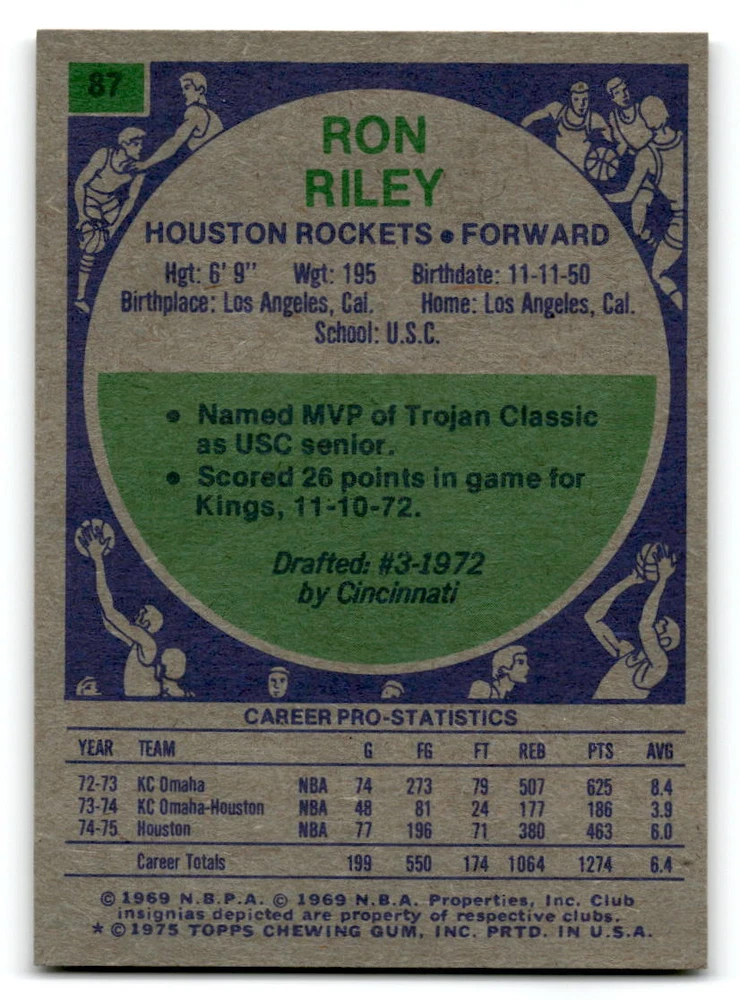 87
RON
RILEY
HOUSTON ROCKETS • FORWARD
Hgt: 6' 9" Wgt: 195 Birthdate: 11-11-50
Birthplace: Los Angeles, Cal. Home: Los Angeles, Cal.
School: U.S.C.
• Named MVP of Trojan Classic
as USC senior.
• Scored 26 points in game for
Kings, 11-10-72.
Drafted: #3-1972
by Cincinnati
CAREER PRO-STATISTICS
YEAR TEAM G FG FT REB PTS AVG
72-73 KC Omaha NBA 74 273 79 507 625 8.4
73-74 KC Omaha-Houston NBA 48 81 24 177 186 3.9
74-75 Houston NBA 77 196 71 380 463 6.0
Career Totals 199 550 174 1064 1274 6.4
© 1969 N.B.P.A. © 1969 N.B.A. Properties, Inc. Club
insignias depicted are property of respective clubs.
* © 1975 TOPPS CHEWING GUM, INC. PRTD. IN U.S.A.